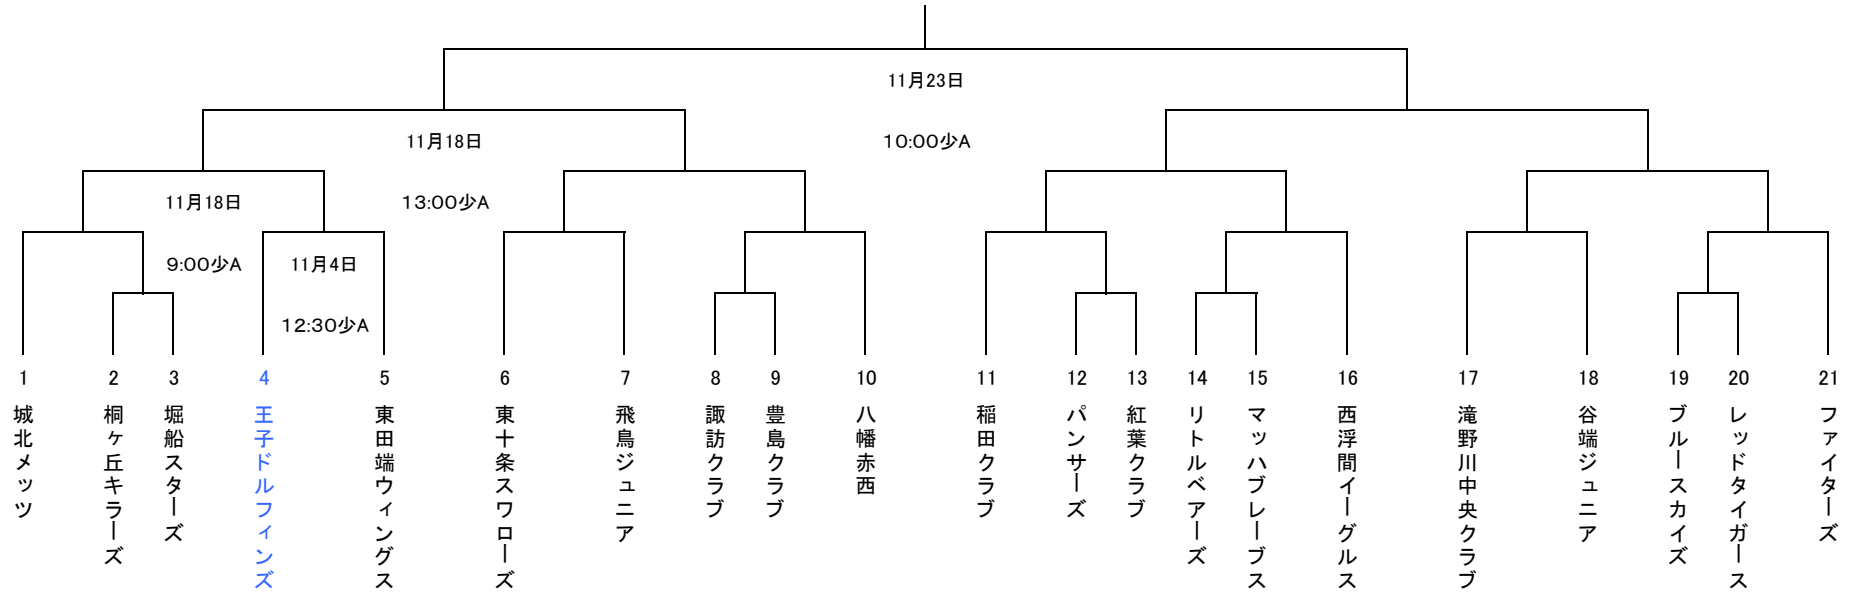 11月23日
11月18日
10:00少A
11月18日
13:00少A
9:00少A
11月4日
12:30少A
1
2
3
4
5
6
7
8
9
10
11
12
13
14
15
16
17
18
19
20
21
城北メッツ
桐ヶ丘キラーズ
堀船スターズ
王子ドルフィンズ
東田端ウィングス
東十条スワローズ
飛鳥ジュニア
諏訪クラブ
豊島クラブ
八幡赤西
稲田クラブ
パンサーズ
紅葉クラブ
リトルベアーズ
マッハブレーブス
西浮間イーグルス
滝野川中央クラブ
谷端ジュニア
ブルースカイズ
レッドタイガース
ファイターズ